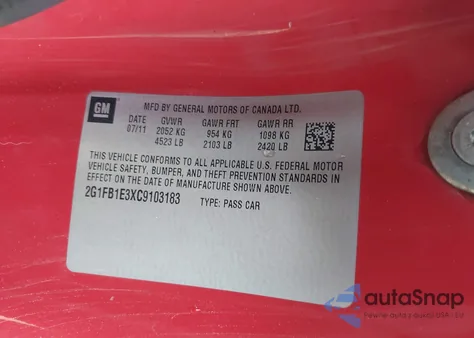 GM
MFD BY GENERAL MOTORS OF CANADA LTD.
DATE GVWR GAWR FRT GAWR RR
07/11 2052 KG 954 KG 1098 KG
4523 LB 2103 LB 2420 LB
THIS VEHICLE CONFORMS TO ALL APPLICABLE U.S. FEDERAL MOTOR
VEHICLE SAFETY, BUMPER, AND THEFT PREVENTION STANDARDS IN
EFFECT ON THE DATE OF MANUFACTURE SHOWN ABOVE.
2G1FB1E3XC9103183 TYPE: PASS CAR
autoSnap